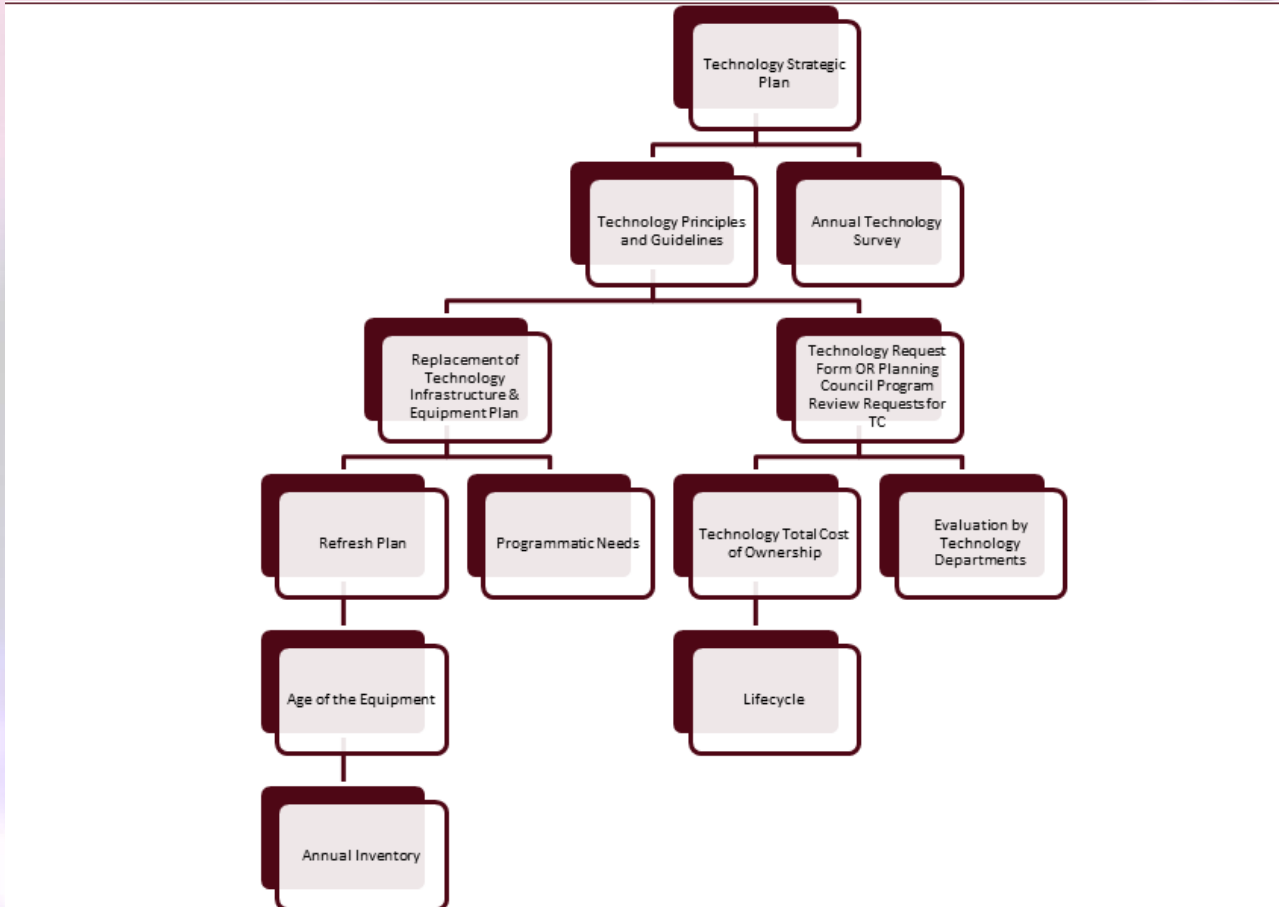 Technology Strategic
Plan
Technology Principles
and Guidelines
Annual Technology
Survey
Replacement of
Technology
Infrastructure &
Equipment Plan
Technology Request
Form OR Planning
Council Program
Review Requests for
TC
Refresh Plan
Programmatic Needs
Technology Total Cost
of Ownership
Evaluation by
Technology
Departments
Age of the Equipment
Lifecycle
Annual Inventory